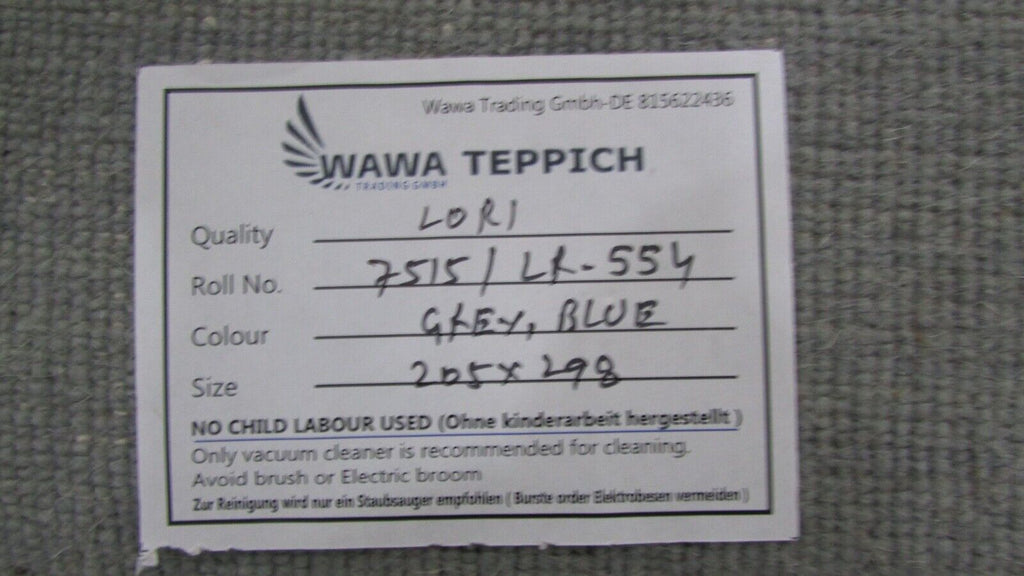 Wawa Trading Gmbh-DE 815622436
WAWA TEPPICH
TRADING GMBH
Quality LORI
Roll No. 7515/LR-554
Colour GREY, BLUE
Size 205x298
NO CHILD LABOUR USED (Ohne kinderarbeit hergestellt )
Only vacuum cleaner is recommended for cleaning.
Avoid brush or Electric broom
Zur Reinigung wird nur ein Staubsauger empfohlen ( Burste order Elektrobesen vermeiden )